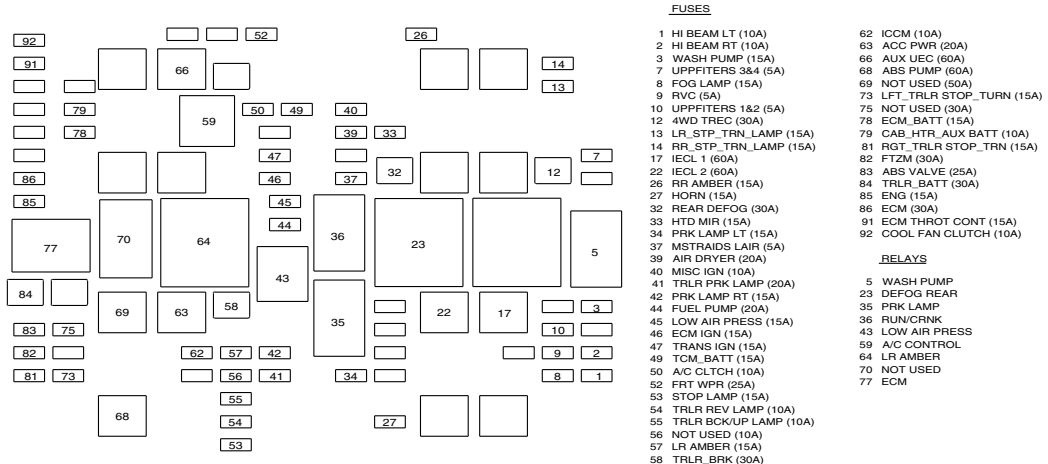 FUSES
1 HI BEAM LT (10A)
2 HI BEAM RT (10A)
3 WASH PUMP (15A)
7 UPPFITERS 3&4 (5A)
8 FOG LAMP (15A)
9 RVC (5A)
10 UPPFITERS 1&2 (5A)
12 4WD TREC (30A)
13 LR_STP_TRN_LAMP (15A)
14 RR_STP_TRN_LAMP (15A)
17 IECL 1 (60A)
22 IECL 2 (60A)
26 RR AMBER (15A)
27 HORN (15A)
32 REAR DEFOG (30A)
33 HTD MIR (15A)
34 PRK LAMP LT (15A)
37 MSTRAIDS LAIR (5A)
39 AIR DRYER (20A)
40 MISC IGN (10A)
41 TRLR PRK LAMP (20A)
42 PRK LAMP RT (15A)
44 FUEL PUMP (20A)
45 LOW AIR PRESS (15A)
46 ECM IGN (15A)
47 TRANS IGN (15A)
49 TCM_BATT (15A)
50 A/C CLTCH (10A)
52 FRT WPR (25A)
53 STOP LAMP (15A)
54 TRLR REV LAMP (10A)
55 TRLR BCK/UP LAMP (10A)
56 NOT USED (10A)
57 LR AMBER (15A)
58 TRLR_BRK (30A)
62 ICCM (10A)
63 ACC PWR (20A)
66 AUX UEC (60A)
68 ABS PUMP (60A)
69 NOT USED (50A)
73 LFT_TRLR STOP_TURN (15A)
75 NOT USED (30A)
78 ECM_BATT (15A)
79 CAB_HTR_AUX BATT (10A)
81 RGT_TRLR STOP_TRN (15A)
82 FTZM (30A)
83 ABS VALVE (25A)
84 TRLR_BATT (30A)
85 ENG (15A)
86 ECM (30A)
91 ECM THROT CONT (15A)
92 COOL FAN CLUTCH (10A)
RELAYS
5 WASH PUMP
23 DEFOG REAR
35 PRK LAMP
36 RUN/CRNK
43 LOW AIR PRESS
59 A/C CONTROL
64 LR AMBER
70 NOT USED
77 ECM
92
52
26
91
66
14
13
79
59
50
49
40
78
39
33
47
7
86
46
37
32
12
85
45
44
77
70
64
36
23
5
43
84
69
63
58
35
22
17
3
83
75
10
82
62
57
42
9
2
81
73
56
41
34
8
1
55
68
54
27
53